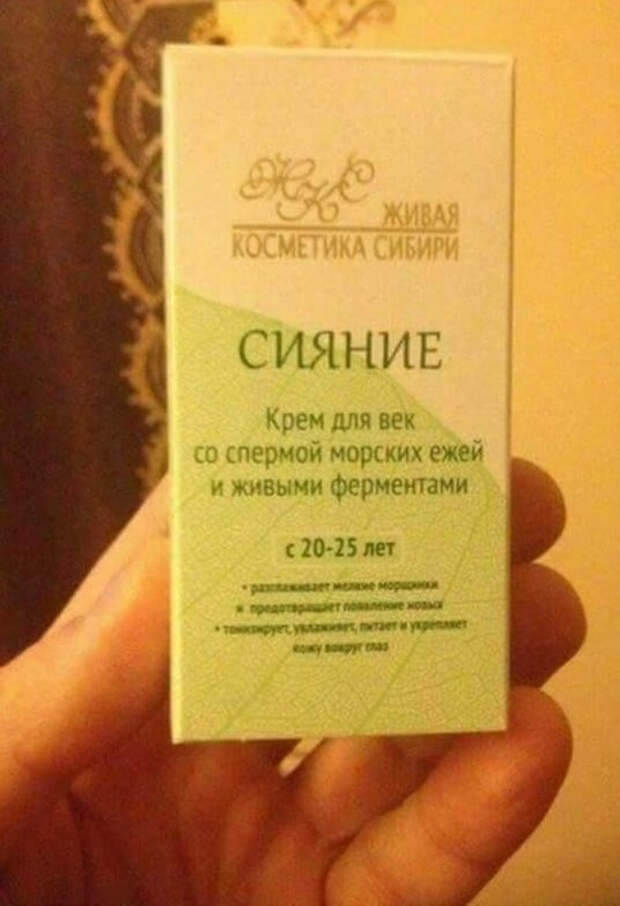 ЖКС
ЖИВАЯ
КОСМЕТИКА СИБИРИ
СИЯНИЕ
Крем для век
со спермой морских ежей
и живыми ферментами
с 20-25 лет
• разглаживает мелкие морщинки
и предотвращает появление новых
• тонизирует, увлажняет, питает и укрепляет
кожу вокруг глаз